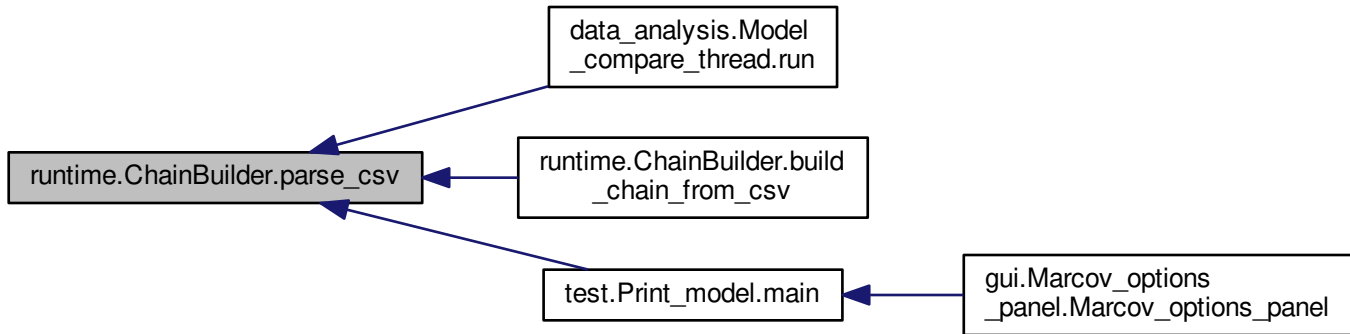 data_analysis.Model
_compare_thread.run
runtime.ChainBuilder.parse_csv
runtime.ChainBuilder.build
_chain_from_csv
test.Print_model.main
gui.Marcov_options
_panel.Marcov_options_panel